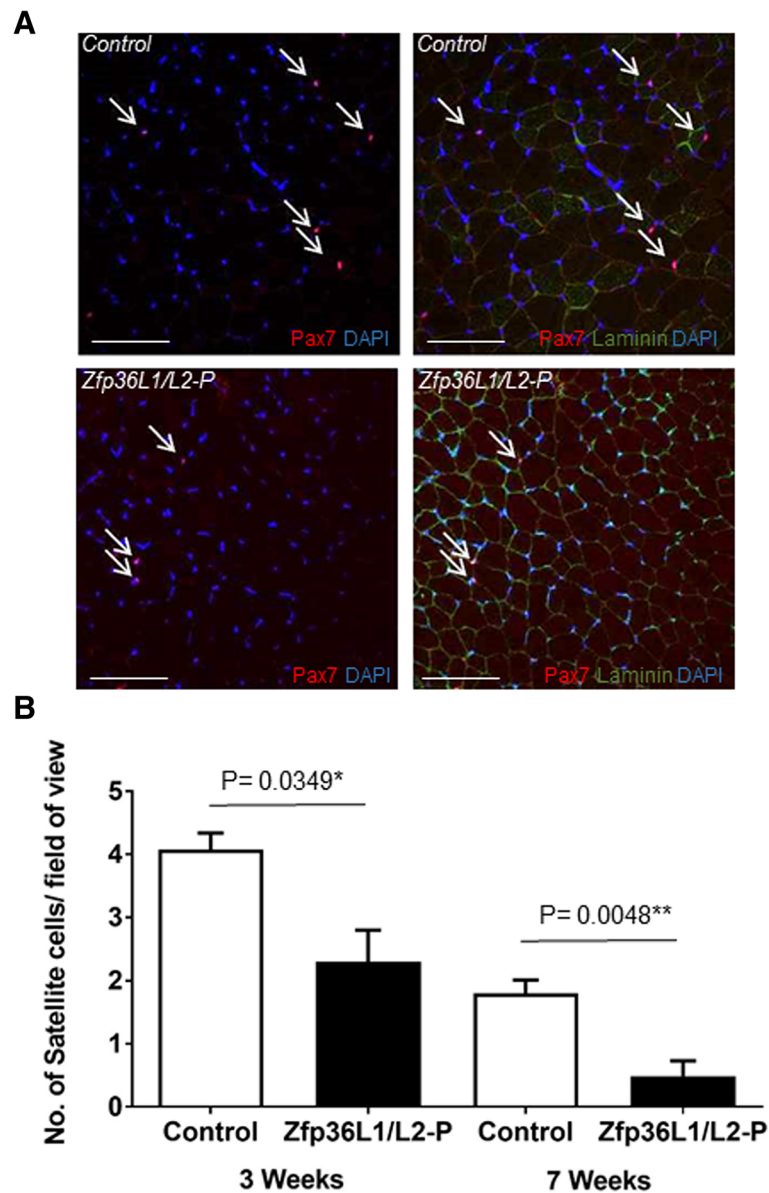 A
Control
Control
Pax7 DAPI
Pax7 Laminin DAPI
Zfp36L1/L2-P
Zfp36L1/L2-P
Pax7 DAPI
Pax7 Laminin DAPI
B
No. of Satellite cells/ field of view
5
4
3
2
1
0
P= 0.0349*
P= 0.0048**
Control Zfp36L1/L2-P Control Zfp36L1/L2-P
3 Weeks 7 Weeks